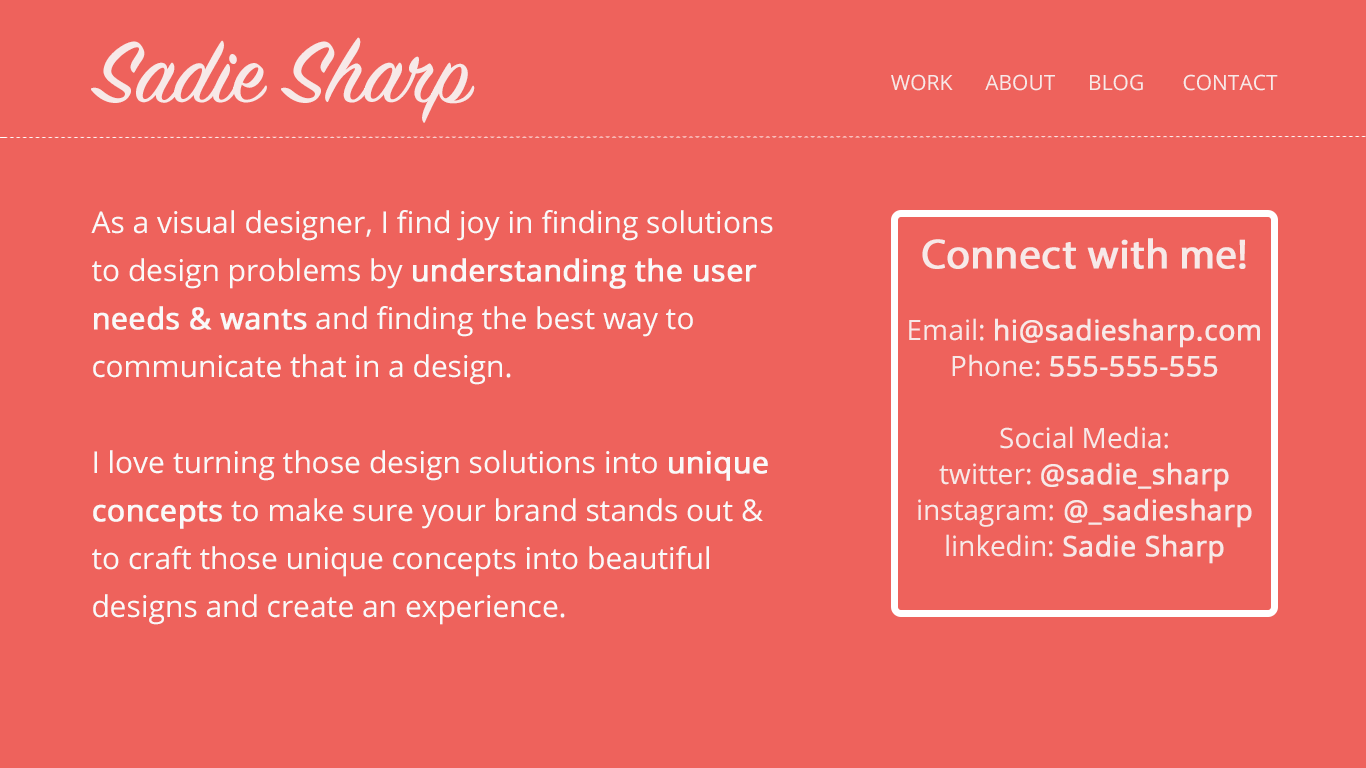 Sadie Sharp
WORK ABOUT BLOG CONTACT
As a visual designer, I find joy in finding solutions
to design problems by understanding the user
needs & wants and finding the best way to
communicate that in a design.
I love turning those design solutions into unique
concepts to make sure your brand stands out &
to craft those unique concepts into beautiful
designs and create an experience.
Connect with me!
Email: hi@sadiesharp.com
Phone: 555-555-555
Social Media:
twitter: @sadie_sharp
instagram: @_sadiesharp
linkedin: Sadie Sharp